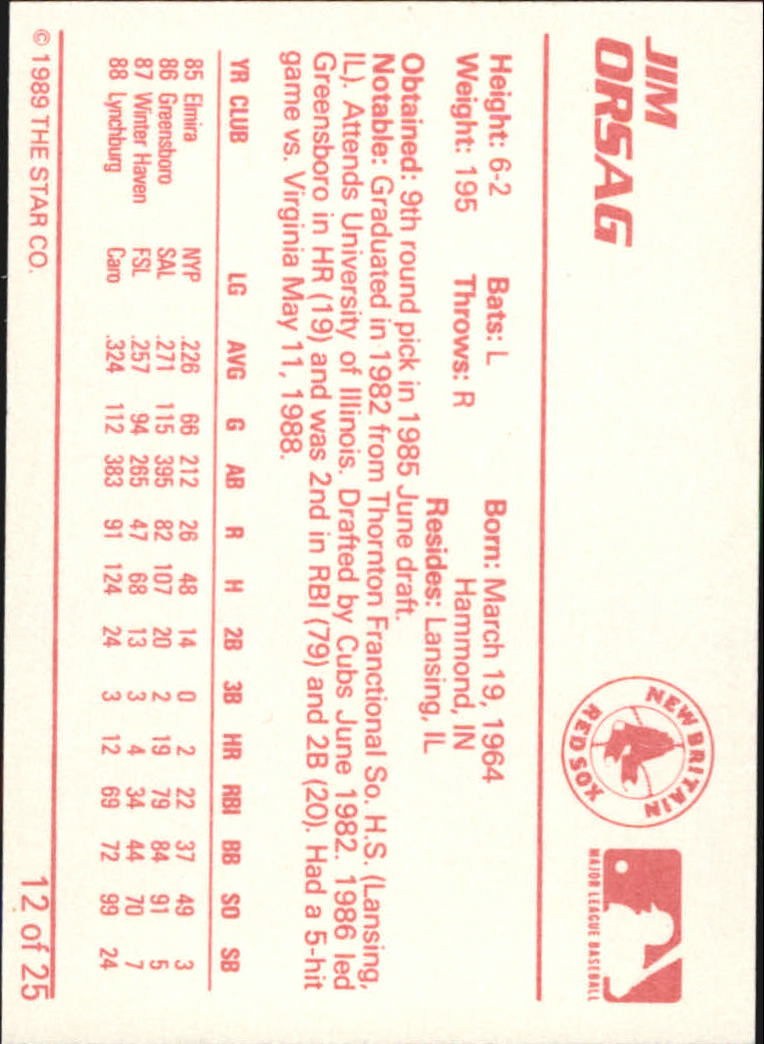 JIM
ORSAG
NEW BRITAIN
RED SOX
MAJOR LEAGUE BASEBALL
Height: 6-2 Bats: L Born: March 19, 1964
Weight: 195 Throws: R Hammond, IN
Resides: Lansing, IL
Obtained: 9th round pick in 1985 June draft.
Notable: Graduated in 1982 from Thornton Franctional So. H.S. (Lansing,
IL). Attends University of Illinois. Drafted by Cubs June 1982. 1986 led
Greensboro in HR (19) and was 2nd in RBI (79) and 2B (20). Had a 5-hit
game vs. Virginia May 11, 1988.
YR CLUB LG AVG G AB R H 2B 3B HR RBI BB SO SB
85 Elmira NYP .226 66 212 26 48 14 0 2 22 37 49 3
86 Greensboro SAL .271 115 395 82 107 20 2 19 79 84 91 5
87 Winter Haven FSL .257 94 265 47 68 13 3 4 34 44 70 7
88 Lynchburg Caro .324 112 383 91 124 24 3 12 69 72 99 24
© 1989 THE STAR CO. 12 of 25